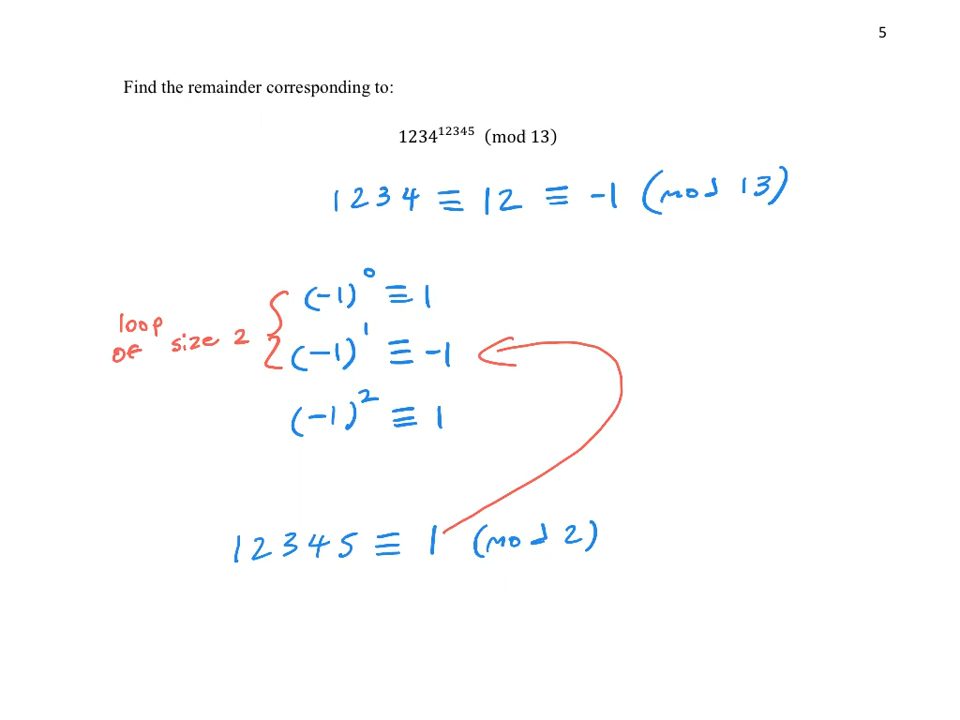 5
Find the remainder corresponding to:
1234^12345 (mod 13)
1234 ≡ 12 ≡ -1 (mod 13)
(-1)^0 ≡ 1
loop
of size 2
(-1)^1 ≡ -1
(-1)^2 ≡ 1
12345 ≡ 1 (mod 2)